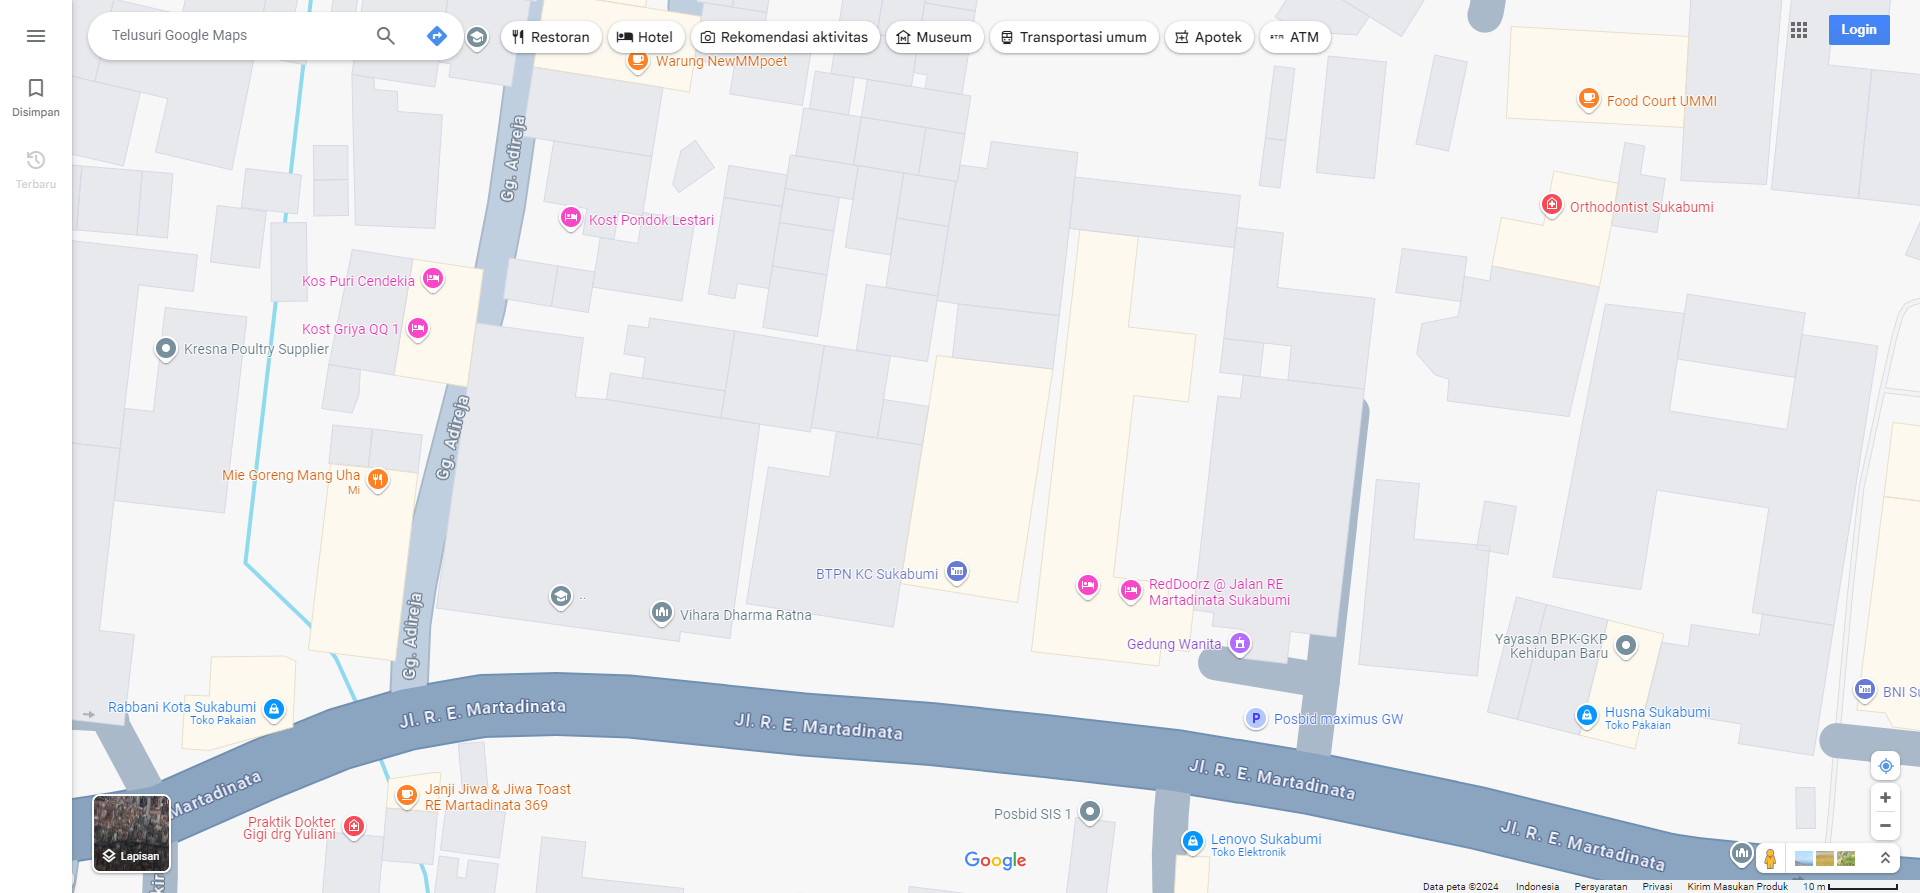 Telusuri Google Maps
Restoran
Hotel
Rekomendasi aktivitas
Museum
Transportasi umum
Apotek
ATM
Login
Disimpan
Terbaru
Warung NewMMpoet
Food Court UMMI
Gg. Adireja
Kost Pondok Lestari
Orthodontist Sukabumi
Kos Puri Cendekia
Kost Griya QQ 1
Kresna Poultry Supplier
Gg. Adireja
Mie Goreng Mang Uha
Mi
BTPN KC Sukabumi
RedDoorz @ Jalan RE
Martadinata Sukabumi
..
Vihara Dharma Ratna
Gg. Adireja
Gedung Wanita
Yayasan BPK-GKP
Kehidupan Baru
BNI Su
Rabbani Kota Sukabumi
Toko Pakaian
Jl. R. E. Martadinata
Jl. R. E. Martadinata
Posbid maximus GW
P
Husna Sukabumi
Toko Pakaian
Jl. R. E. Martadinata
Martadinata
Janji Jiwa & Jiwa Toast
RE Martadinata 369
Praktik Dokter
Gigi drg Yuliani
Posbid SIS 1
Lenovo Sukabumi
Toko Elektronik
Jl. R. E. Martadinata
Lapisan
Google
Data peta ©2024
Indonesia
Persyaratan
Privasi
Kirim Masukan Produk
10 m